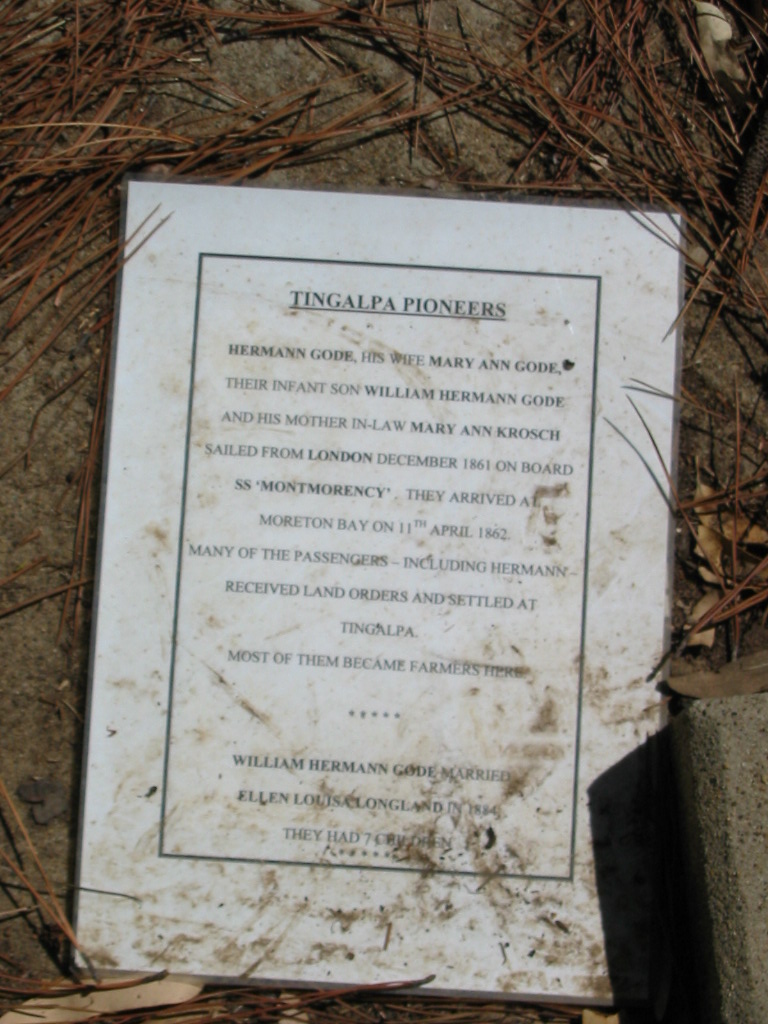 TINGALPA PIONEERS
HERMANN GODE, HIS WIFE MARY ANN GODE,
THEIR INFANT SON WILLIAM HERMANN GODE
AND HIS MOTHER IN-LAW MARY ANN KROSCH
SAILED FROM LONDON DECEMBER 1861 ON BOARD
SS 'MONTMORENCY' . THEY ARRIVED AT
MORETON BAY ON 11TH APRIL 1862.
MANY OF THE PASSENGERS – INCLUDING HERMANN –
RECEIVED LAND ORDERS AND SETTLED AT
TINGALPA.
MOST OF THEM BECAME FARMERS HERE
*****
WILLIAM HERMANN GODE MARRIED
ELLEN LOUISA LONGLAND IN
THEY HAD 7 CHILDREN
*******